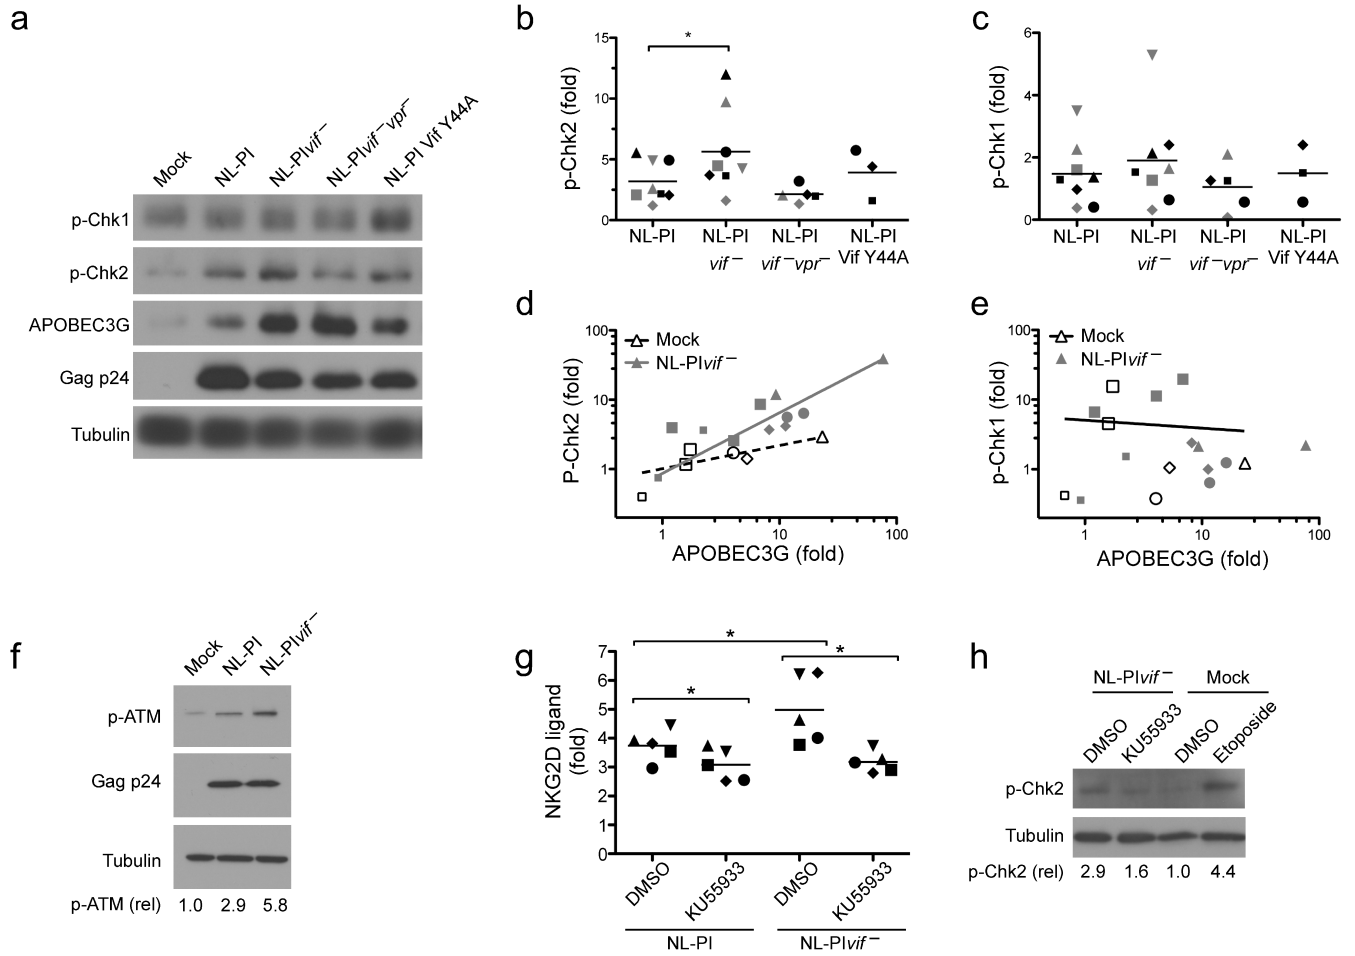 a
Mock
NL-PI
NL-PIvif−
NL-PIvif−vpr−
NL-PI Vif Y44A
p-Chk1
p-Chk2
APOBEC3G
Gag p24
Tubulin
b
p-Chk2 (fold)
15
10
5
0
*
NL-PI
NL-PI
vif−
NL-PI
vif−vpr−
NL-PI
Vif Y44A
c
p-Chk1 (fold)
6
4
2
0
NL-PI
NL-PI
vif−
NL-PI
vif−vpr−
NL-PI
Vif Y44A
d
P-Chk2 (fold)
100
10
1
Mock
NL-PIvif−
1
10
100
APOBEC3G (fold)
e
p-Chk1 (fold)
100
10
1
Mock
NL-PIvif−
1
10
100
APOBEC3G (fold)
f
Mock
NL-PI
NL-PIvif−
p-ATM
Gag p24
Tubulin
p-ATM (rel) 1.0 2.9 5.8
g
NKG2D ligand
(fold)
7
6
5
4
3
2
1
0
*
*
*
DMSO
KU55933
DMSO
KU55933
NL-PI
NL-PIvif−
h
NL-PIvif− Mock
DMSO
KU55933
DMSO
Etoposide
p-Chk2
Tubulin
p-Chk2 (rel) 2.9 1.6 1.0 4.4